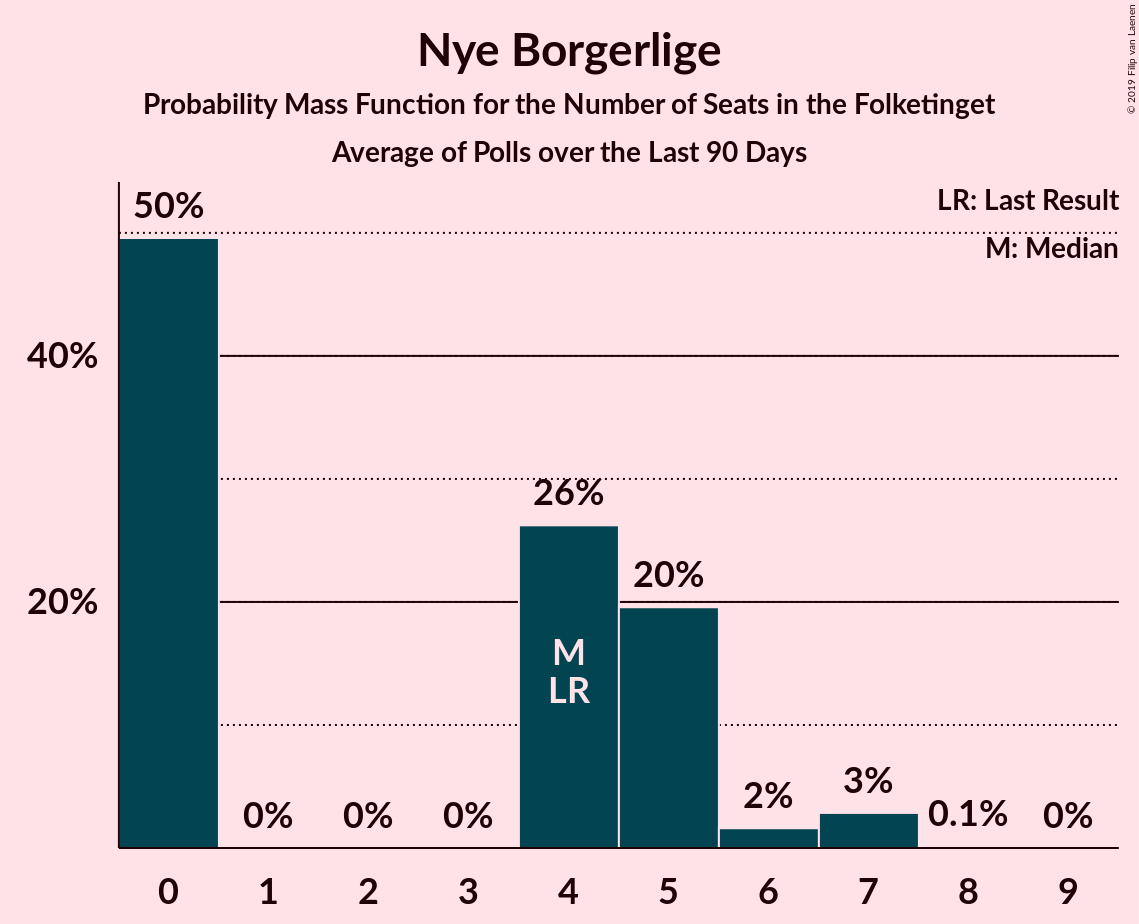 Nye Borgerlige
Probability Mass Function for the Number of Seats in the Folketinget
Average of Polls over the Last 90 Days
© 2019 Filip van Laenen
LR: Last Result
M: Median
50%
40%
26%
20%
20%
M
LR
0%
0%
0%
2%
3%
0.1%
0%
0
1
2
3
4
5
6
7
8
9